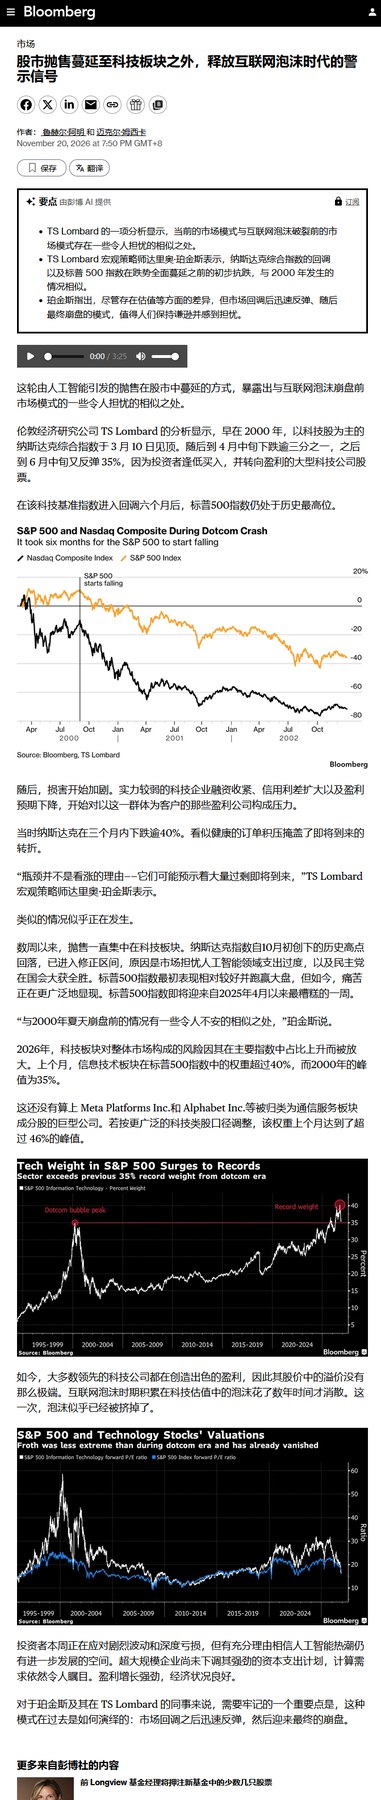 Bloomberg
市场
股市抛售蔓延至科技板块之外，释放互联网泡沫时代的警
示信号
作者： 鲁赫尔·阿明 和 迈克尔·姆西卡
November 20, 2026 at 7:50 PM GMT+8
保存
翻译
要点 由彭博 AI 提供
订阅
• TS Lombard 的一项分析显示，当前的市场模式与互联网泡沫破裂前的市
场模式存在一些令人担忧的相似之处。
• TS Lombard 宏观策略师达里奥·珀金斯表示，纳斯达克综合指数的回调
以及标普 500 指数在跌势全面蔓延之前的初步抗跌，与 2000 年发生的
情况相似。
• 珀金斯指出，尽管存在估值等方面的差异，但市场回调后迅速反弹、随后
最终崩盘的模式，值得人们保持谦逊并感到担忧。
0:00 / 3:25
这轮由人工智能引发的抛售在股市中蔓延的方式，暴露出与互联网泡沫崩盘前
市场模式的一些令人担忧的相似之处。
伦敦经济研究公司 TS Lombard 的分析显示，早在 2000 年，以科技股为主的
纳斯达克综合指数于 3 月 10 日见顶。随后到 4 月中旬下跌逾三分之一，之后
到 6 月中旬又反弹 35%，因为投资者逢低买入，并转向盈利的大型科技公司股
票。
在该科技基准指数进入回调六个月后，标普500指数仍处于历史最高位。
S&P 500 and Nasdaq Composite During Dotcom Crash
It took six months for the S&P 500 to start falling
Nasdaq Composite Index S&P 500 Index
S&P 500
starts falling
20%
0
-20
-40
-60
-80
Apr Jul Oct Jan Apr Jul Oct Jan Apr Jul Oct
2000 2001 2002
Source: Bloomberg, TS Lombard
Bloomberg
随后，损害开始加剧。实力较弱的科技企业融资收紧、信用利差扩大以及盈利
预期下降，开始对以这一群体为客户的那些盈利公司构成压力。
当时纳斯达克在三个月内下跌逾40%。看似健康的订单积压掩盖了即将到来的
转折。
“瓶颈并不是看涨的理由——它们可能预示着大量过剩即将到来，”TS Lombard
宏观策略师达里奥·珀金斯表示。
类似的情况似乎正在发生。
数周以来，抛售一直集中在科技板块。纳斯达克指数自10月初创下的历史高点
回落，已进入修正区间，原因是市场担忧人工智能领域支出过度，以及民主党
在国会大获全胜。标普500指数最初表现相对较好并跑赢大盘，但如今，痛苦
正在更广泛地显现。标普500指数即将迎来自2025年4月以来最糟糕的一周。
“与2000年夏天崩盘前的情况有一些令人不安的相似之处，”珀金斯说。
2026年，科技板块对整体市场构成的风险因其在主要指数中占比上升而被放
大。上个月，信息技术板块在标普500指数中的权重超过40%，而2000年的峰
值为35%。
这还没有算上 Meta Platforms Inc.和 Alphabet Inc.等被归类为通信服务板块
成分股的巨型公司。若按更广泛的科技类股口径调整，该权重上个月达到了超
过 46%的峰值。
Tech Weight in S&P 500 Surges to Records
Sector exceeds previous 35% record weight from dotcom era
S&P 500 Information Technology - Percent Weight
Dotcom bubble peak
Record weight
40
35
30
25
20
15
10
5
Percent
1995-1999 2000-2004 2005-2009 2010-2014 2015-2019 2020-2024
Source: Bloomberg
Bloomberg
如今，大多数领先的科技公司都在创造出色的盈利，因此其股价中的溢价没有
那么极端。互联网泡沫时期积累在科技估值中的泡沫花了数年时间才消散。这
一次，泡沫似乎已经被挤掉了。
S&P 500 and Technology Stocks' Valuations
Froth was less extreme than during dotcom era and has already vanished
S&P 500 Information Technology forward P/E ratio S&P 500 Index forward P/E ratio
60
50
40
30
20
10
Ratio
1995-1999 2000-2004 2005-2009 2010-2014 2015-2019 2020-2024
Source: Bloomberg
Bloomberg
投资者本周正在应对剧烈波动和深度亏损，但有充分理由相信人工智能热潮仍
有进一步发展的空间。超大规模企业尚未下调其强劲的资本支出计划，计算需
求依然令人瞩目。盈利增长强劲，经济状况良好。
对于珀金斯及其在 TS Lombard 的同事来说，需要牢记的一个重要点是，这种
模式在过去是如何演绎的：市场回调之后迅速反弹，然后迎来最终的崩盘。
更多来自彭博社的内容
前 Longview 基金经理将押注新基金中的少数几只股票